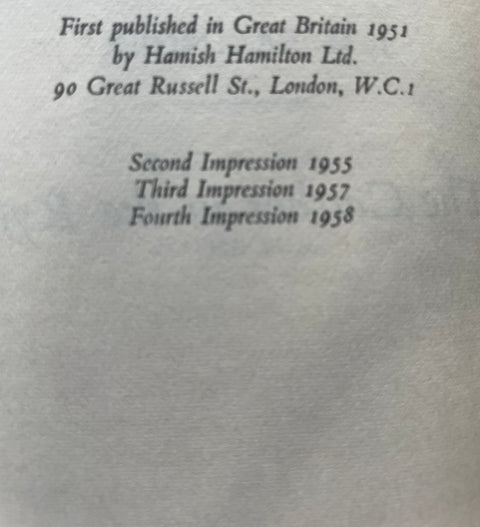 First published in Great Britain 1951
by Hamish Hamilton Ltd.
90 Great Russell St., London, W.C.1
Second Impression 1955
Third Impression 1957
Fourth Impression 1958